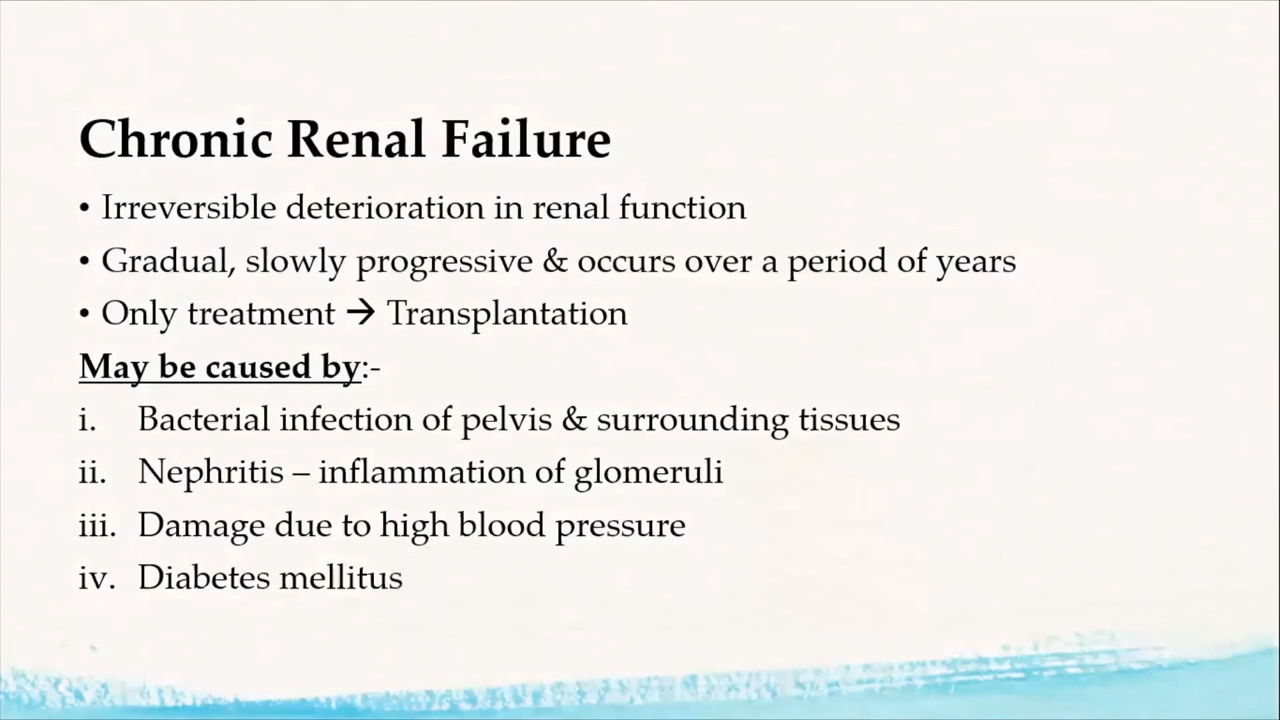 Chronic Renal Failure
• Irreversible deterioration in renal function
• Gradual, slowly progressive & occurs over a period of years
• Only treatment → Transplantation
May be caused by:-
i. Bacterial infection of pelvis & surrounding tissues
ii. Nephritis – inflammation of glomeruli
iii. Damage due to high blood pressure
iv. Diabetes mellitus